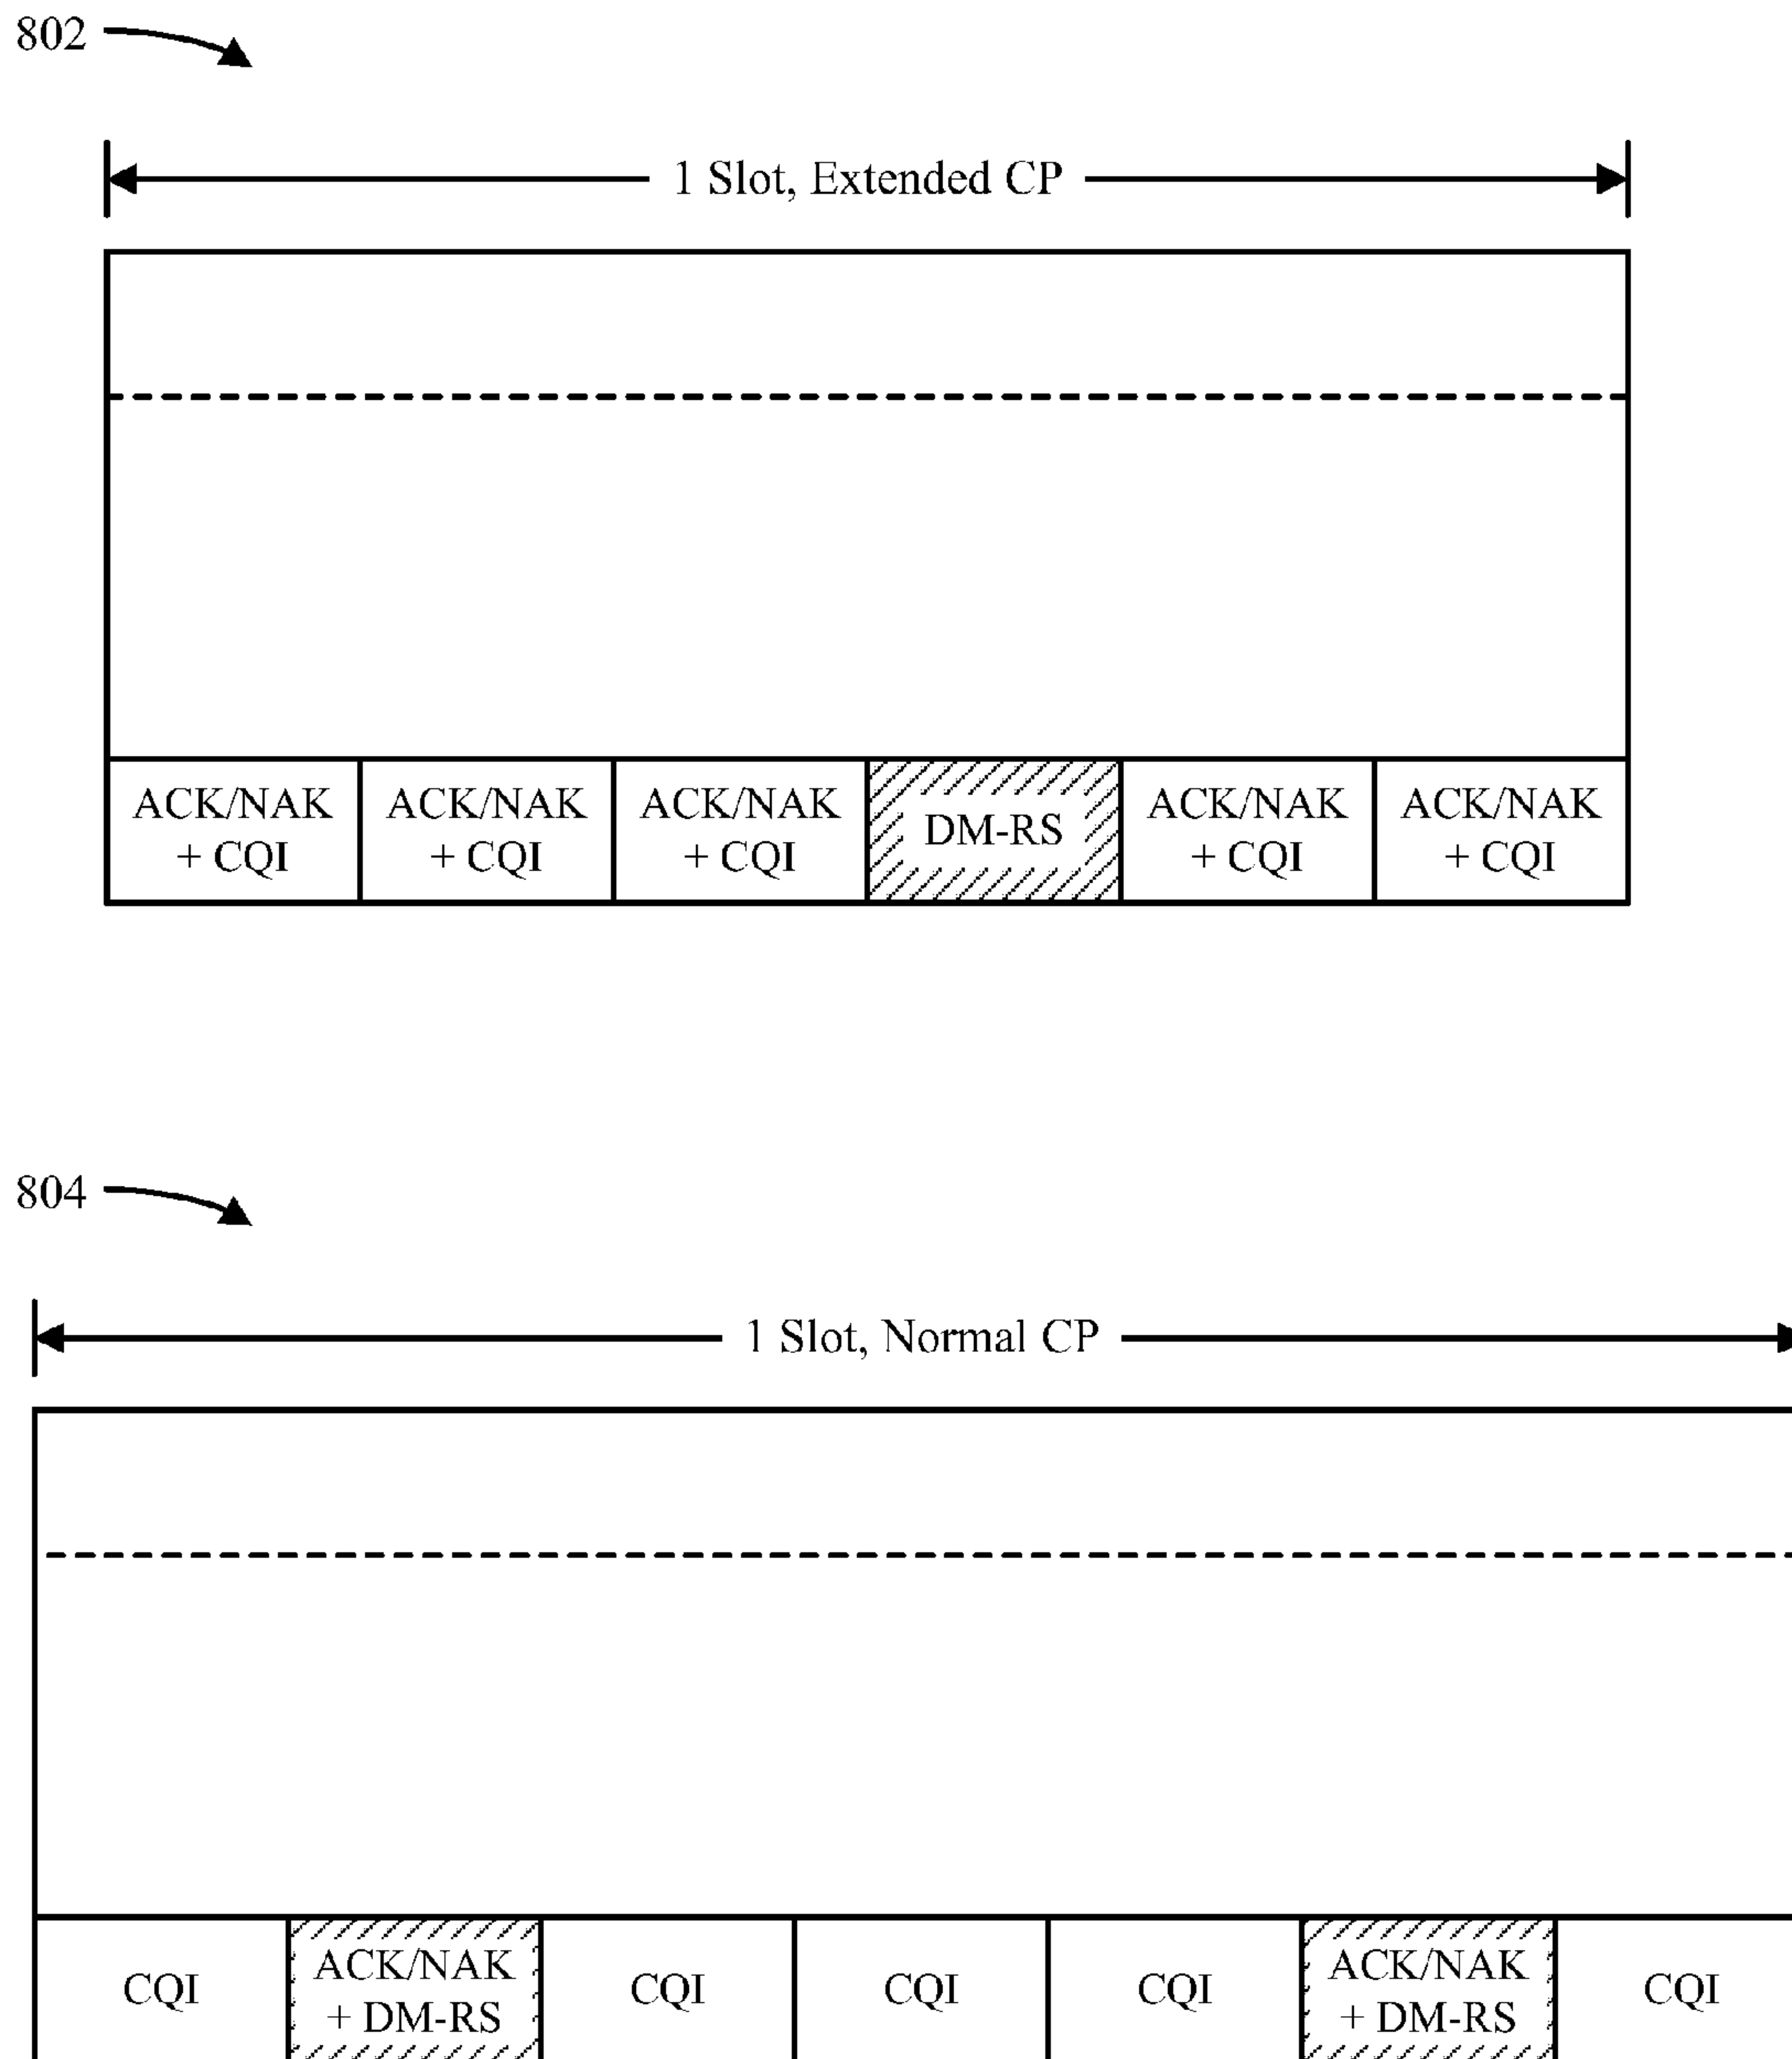 802
1 Slot, Extended CP
ACK/NAK + CQI
ACK/NAK + CQI
ACK/NAK + CQI
DM-RS
ACK/NAK + CQI
ACK/NAK + CQI
804
1 Slot, Normal CP
CQI
ACK/NAK + DM-RS
CQI
CQI
CQI
ACK/NAK + DM-RS
CQI